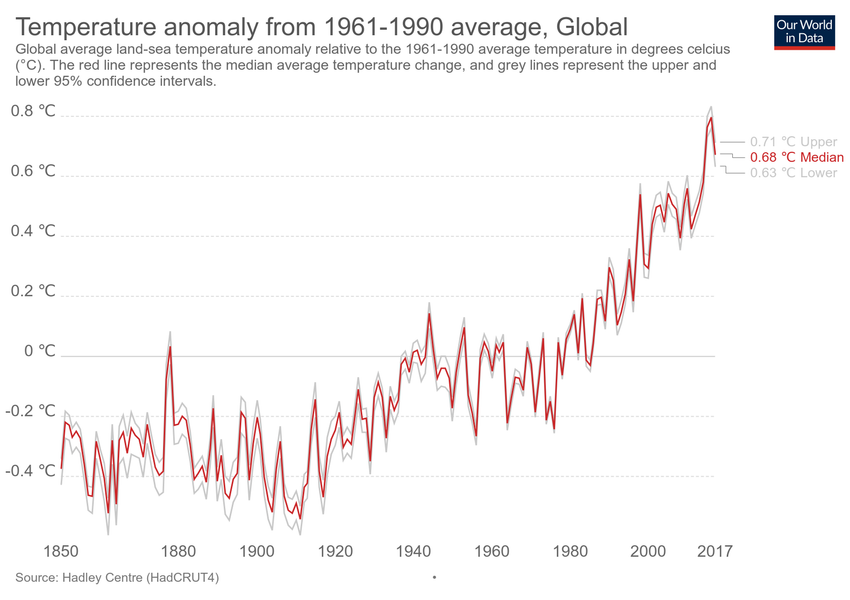 Temperature anomaly from 1961-1990 average, Global
Our World
in Data
Global average land-sea temperature anomaly relative to the 1961-1990 average temperature in degrees celcius
(°C). The red line represents the median average temperature change, and grey lines represent the upper and
lower 95% confidence intervals.
0.8 °C
0.6 °C
0.4 °C
0.2 °C
0 °C
-0.2 °C
-0.4 °C
0.71 °C Upper
0.68 °C Median
0.63 °C Lower
1850 1880 1900 1920 1940 1960 1980 2000 2017
Source: Hadley Centre (HadCRUT4) •